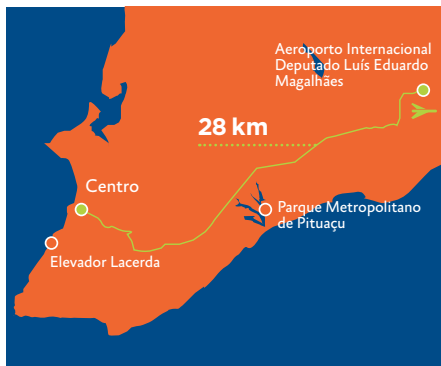 Aeroporto Internacional
Deputado Luís Eduardo
Magalhães
28 km
Centro
Parque Metropolitano
de Pituaçu
Elevador Lacerda